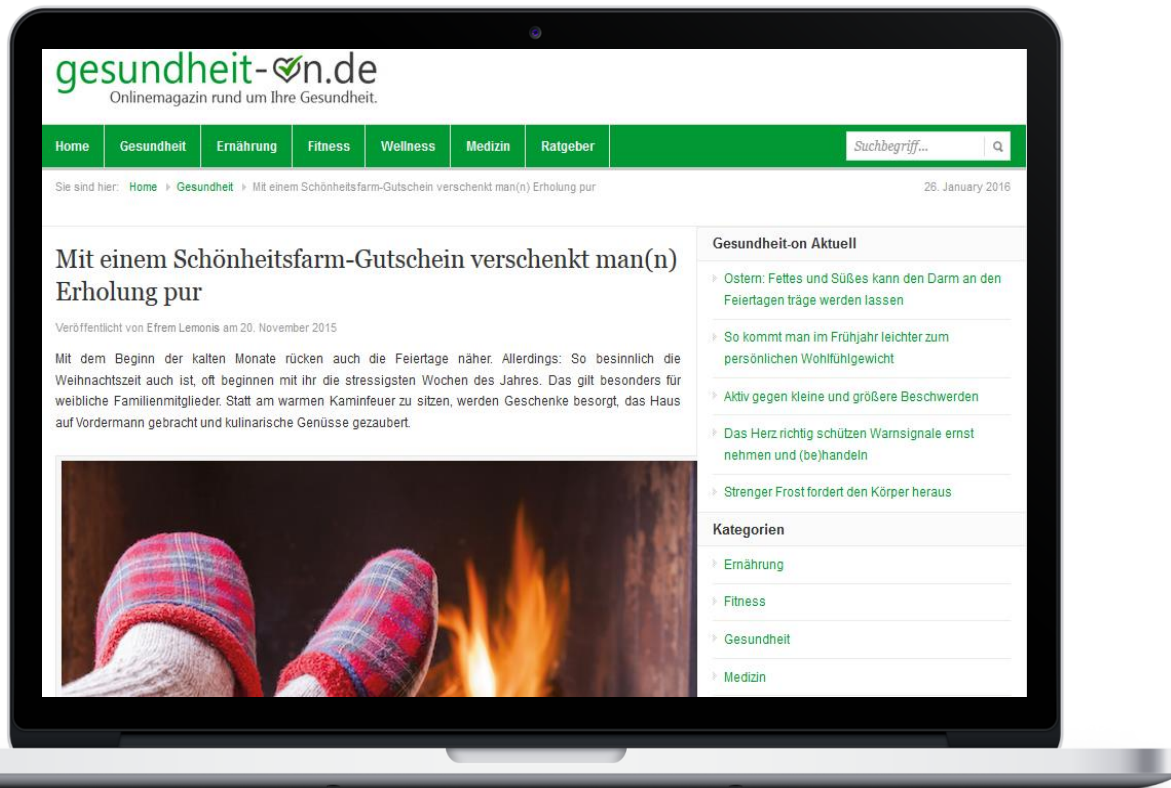 gesundheit-on.de
Onlinemagazin rund um Ihre Gesundheit.
Home Gesundheit Ernährung Fitness Wellness Medizin Ratgeber Suchbegriff...
Sie sind hier: Home Gesundheit Mit einem Schönheitsfarm-Gutschein verschenkt man(n) Erholung pur 26. January 2016
Mit einem Schönheitsfarm-Gutschein verschenkt man(n)
Erholung pur
Veröffentlicht von Efrem Lemonis am 20. November 2015
Mit dem Beginn der kalten Monate rücken auch die Feiertage näher. Allerdings: So besinnlich die
Weihnachtszeit auch ist, oft beginnen mit ihr die stressigsten Wochen des Jahres. Das gilt besonders für
weibliche Familienmitglieder. Statt am warmen Kaminfeuer zu sitzen, werden Geschenke besorgt, das Haus
auf Vordermann gebracht und kulinarische Genüsse gezaubert.
Gesundheit-on Aktuell
Ostern: Fettes und Süßes kann den Darm an den
Feiertagen träge werden lassen
So kommt man im Frühjahr leichter zum
persönlichen Wohlfühlgewicht
Aktiv gegen kleine und größere Beschwerden
Das Herz richtig schützen Warnsignale ernst
nehmen und (be)handeln
Strenger Frost fordert den Körper heraus
Kategorien
Ernährung
Fitness
Gesundheit
Medizin